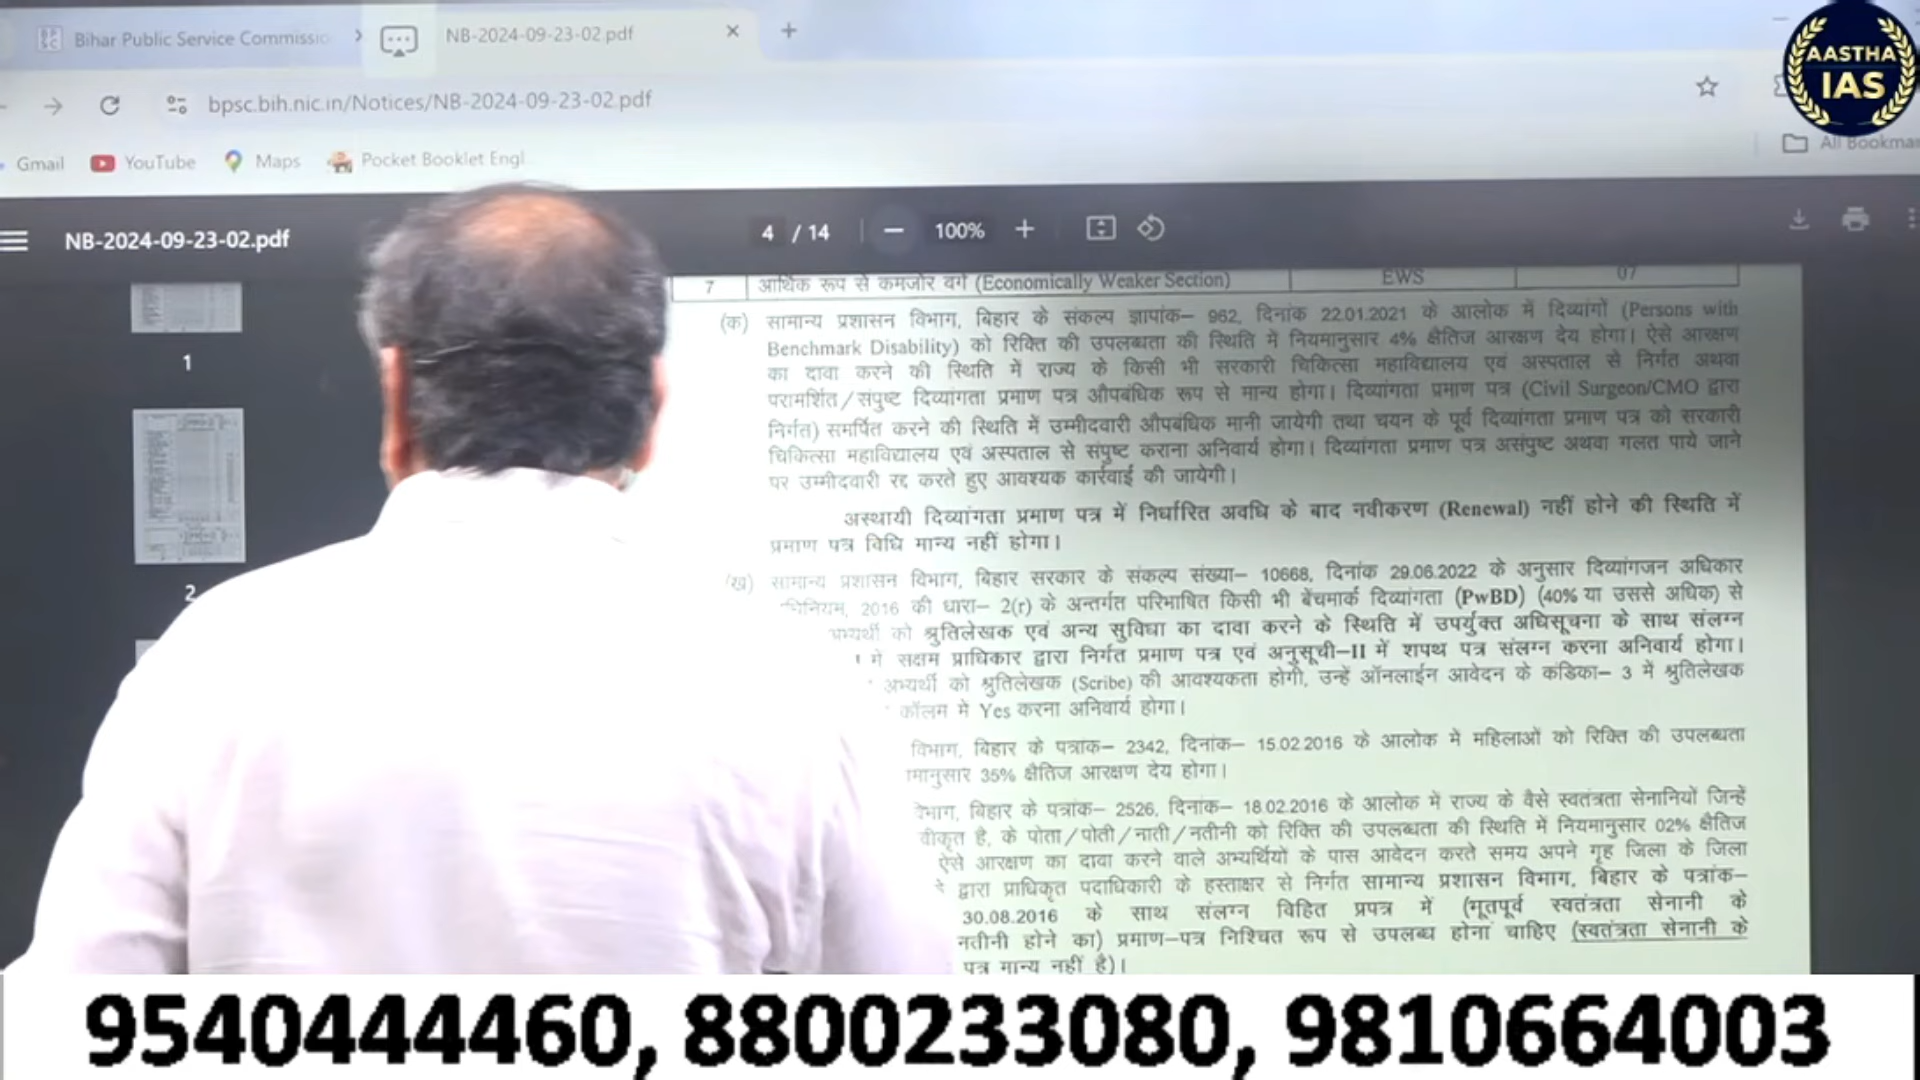 Bihar Public Service Commissio
NB-2024-09-23-02.pdf
AASTHA
IAS
bpsc.bih.nic.in/Notices/NB-2024-09-23-02.pdf
Gmail YouTube Maps Pocket Booklet Engl
All Bookmar
NB-2024-09-23-02.pdf
4 / 14 100%
1
2
7 आर्थिक रूप से कमजोर वर्ग (Economically Weaker Section) EWS 07
(क) सामान्य प्रशासन विभाग, बिहार के संकल्प ज्ञापांक– 962, दिनांक 22.01.2021 के आलोक में दिव्यांगों (Persons with
Benchmark Disability) को रिक्ति की उपलब्धता की स्थिति में नियमानुसार 4% क्षैतिज आरक्षण देय होगा। ऐसे आरक्षण
का दावा करने की स्थिति में राज्य के किसी भी सरकारी चिकित्सा महाविद्यालय एवं अस्पताल से निर्गत अथवा
परामर्शित/संपुष्ट दिव्यांगता प्रमाण पत्र औपबंधिक रूप से मान्य होगा। दिव्यांगता प्रमाण पत्र (Civil Surgeon/CMO द्वारा
निर्गत) समर्पित करने की स्थिति में उम्मीदवारी औपबंधिक मानी जायेगी तथा चयन के पूर्व दिव्यांगता प्रमाण पत्र को सरकारी
चिकित्सा महाविद्यालय एवं अस्पताल से संपुष्ट कराना अनिवार्य होगा। दिव्यांगता प्रमाण पत्र असंपुष्ट अथवा गलत पाये जाने
पर उम्मीदवारी रद्द करते हुए आवश्यक कार्रवाई की जायेगी।
अस्थायी दिव्यांगता प्रमाण पत्र में निर्धारित अवधि के बाद नवीकरण (Renewal) नहीं होने की स्थिति में
प्रमाण पत्र विधि मान्य नहीं होगा।
ख) सामान्य प्रशासन विभाग, बिहार सरकार के संकल्प संख्या– 10668, दिनांक 29.06.2022 के अनुसार दिव्यांगजन अधिकार
2016 की धारा– 2(r) के अन्तर्गत परिभाषित किसी भी बेंचमार्क दिव्यांगता (PwBD) (40% या उससे अधिक) से
को श्रुतिलेखक एवं अन्य सुविधा का दावा करने के स्थिति में उपर्युक्त अधिसूचना के साथ संलग्न
में सक्षम प्राधिकार द्वारा निर्गत प्रमाण पत्र एवं अनुसूची–II में शपथ पत्र संलग्न करना अनिवार्य होगा।
अभ्यर्थी को श्रुतिलेखक (Scribe) की आवश्यकता होगी, उन्हें ऑनलाईन आवेदन के कंडिका– 3 में श्रुतिलेखक
कॉलम में Yes करना अनिवार्य होगा।
विभाग, बिहार के पत्रांक– 2342, दिनांक– 15.02.2016 के आलोक में महिलाओं को रिक्ति की उपलब्धता
35% क्षैतिज आरक्षण देय होगा।
बिहार के पत्रांक– 2526, दिनांक– 18.02.2016 के आलोक में राज्य के वैसे स्वतंत्रता सेनानियों जिन्हें
है, के पोता/पोती/नाती/नतीनी को रिक्ति की उपलब्धता की स्थिति में नियमानुसार 02% क्षैतिज
ऐसे आरक्षण का दावा करने वाले अभ्यर्थियों के पास आवेदन करते समय अपने गृह जिला के जिला
द्वारा प्राधिकृत पदाधिकारी के हस्ताक्षर से निर्गत सामान्य प्रशासन विभाग, बिहार के पत्रांक–
30.08.2016 के साथ संलग्न विहित प्रपत्र में (भूतपूर्व स्वतंत्रता सेनानी के
नतीनी होने का) प्रमाण–पत्र निश्चित रूप से उपलब्ध होना चाहिए (स्वतंत्रता सेनानी के
पत्र मान्य नहीं है)।
9540444460, 8800233080, 9810664003